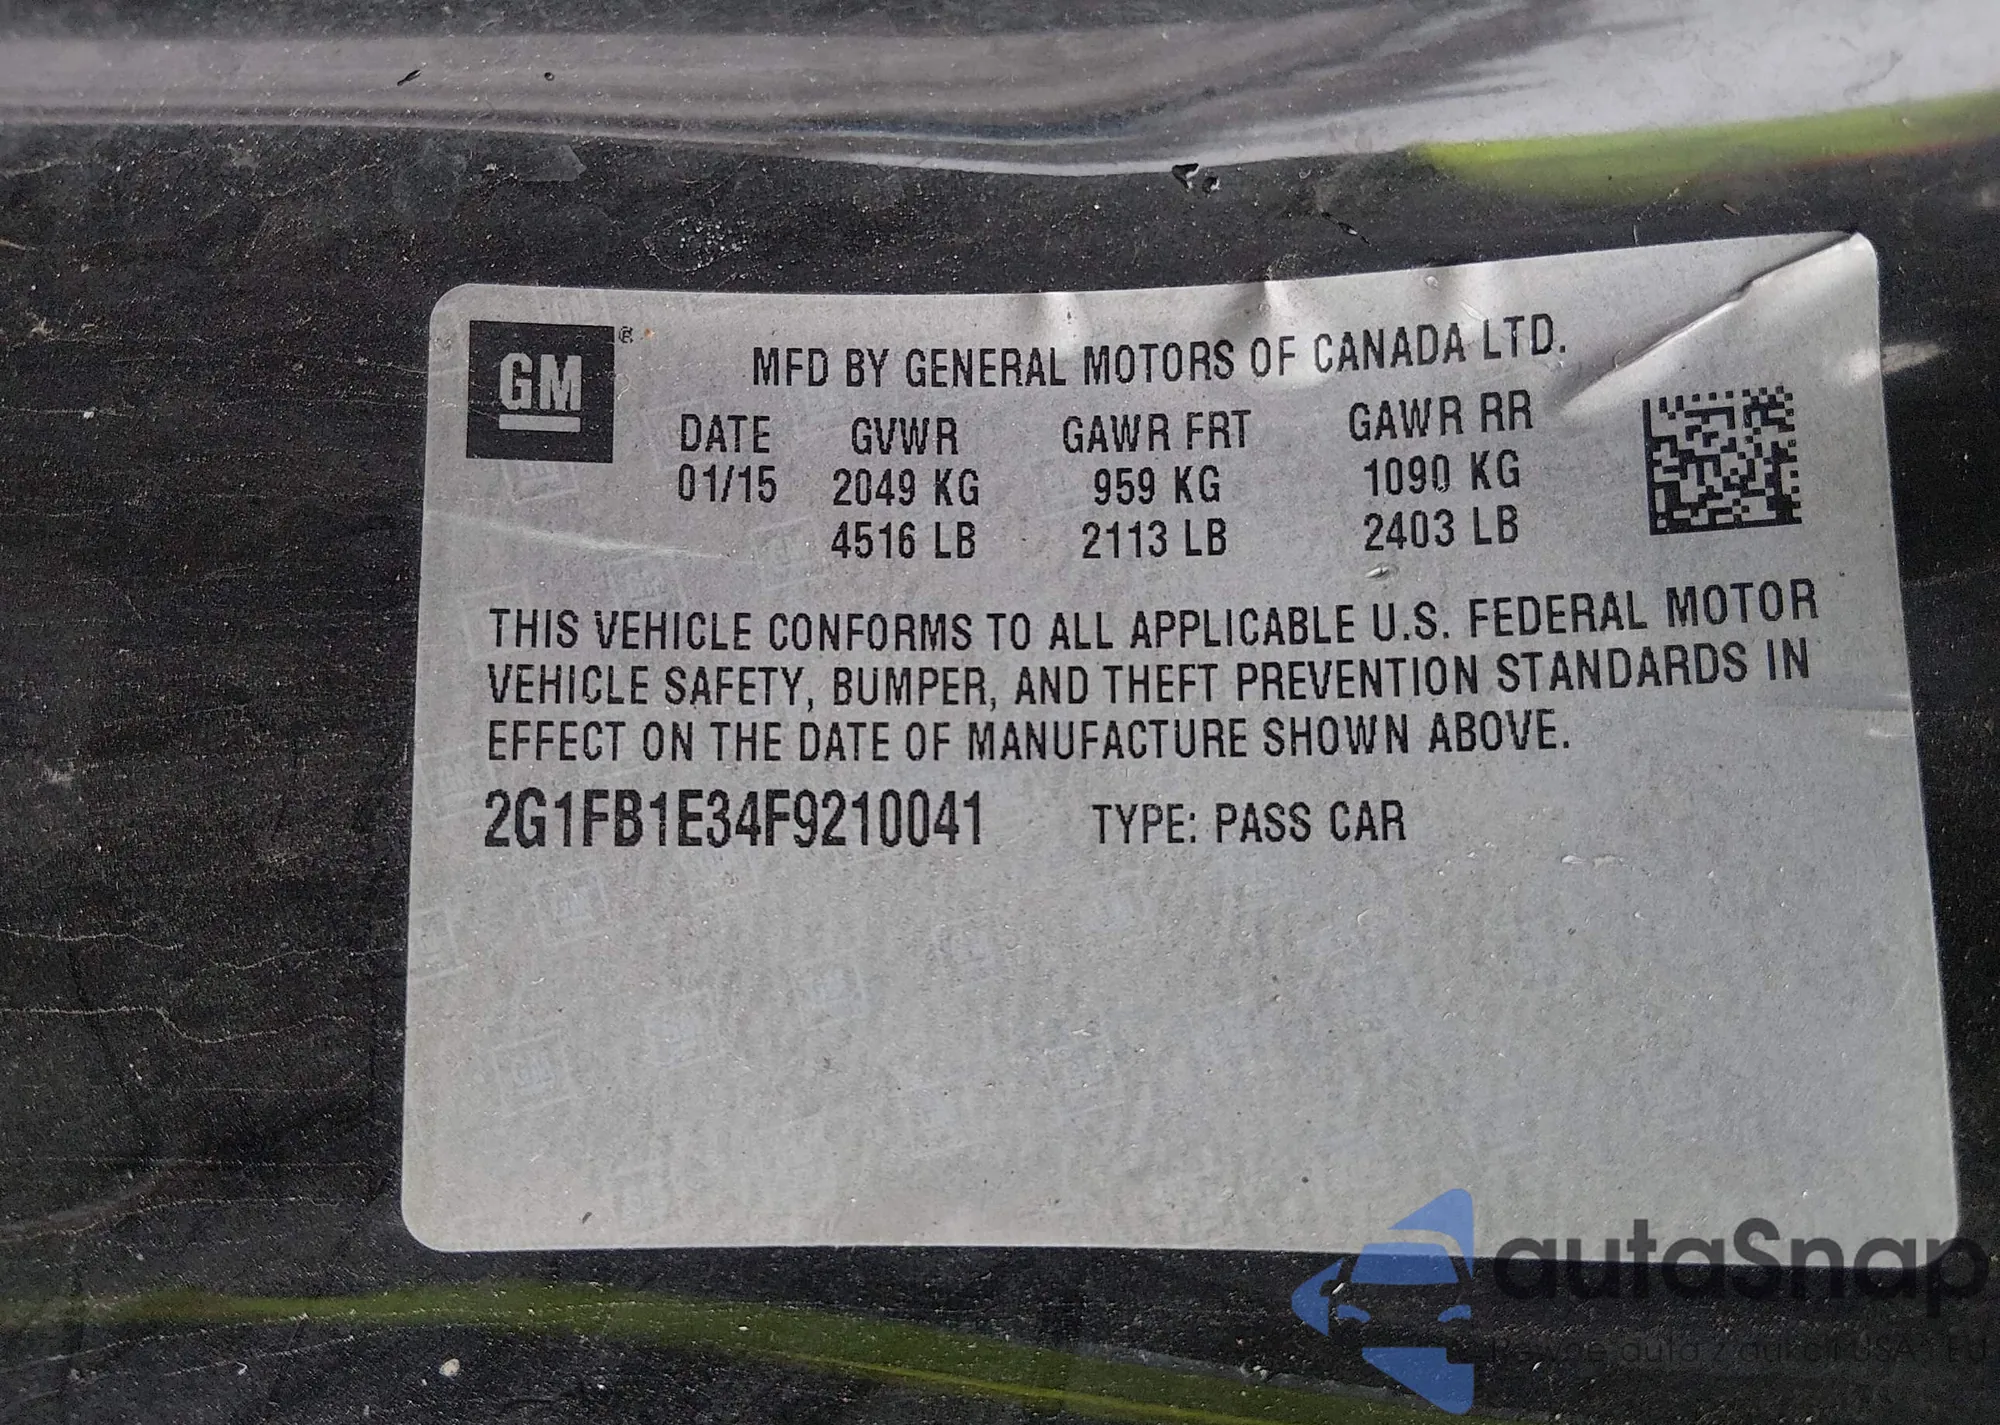 GM ®
MFD BY GENERAL MOTORS OF CANADA LTD.
DATE GVWR GAWR FRT GAWR RR
01/15 2049 KG 959 KG 1090 KG
4516 LB 2113 LB 2403 LB
THIS VEHICLE CONFORMS TO ALL APPLICABLE U.S. FEDERAL MOTOR
VEHICLE SAFETY, BUMPER, AND THEFT PREVENTION STANDARDS IN
EFFECT ON THE DATE OF MANUFACTURE SHOWN ABOVE.
2G1FB1E34F9210041 TYPE: PASS CAR
autaSnap
auta z aukcji USA